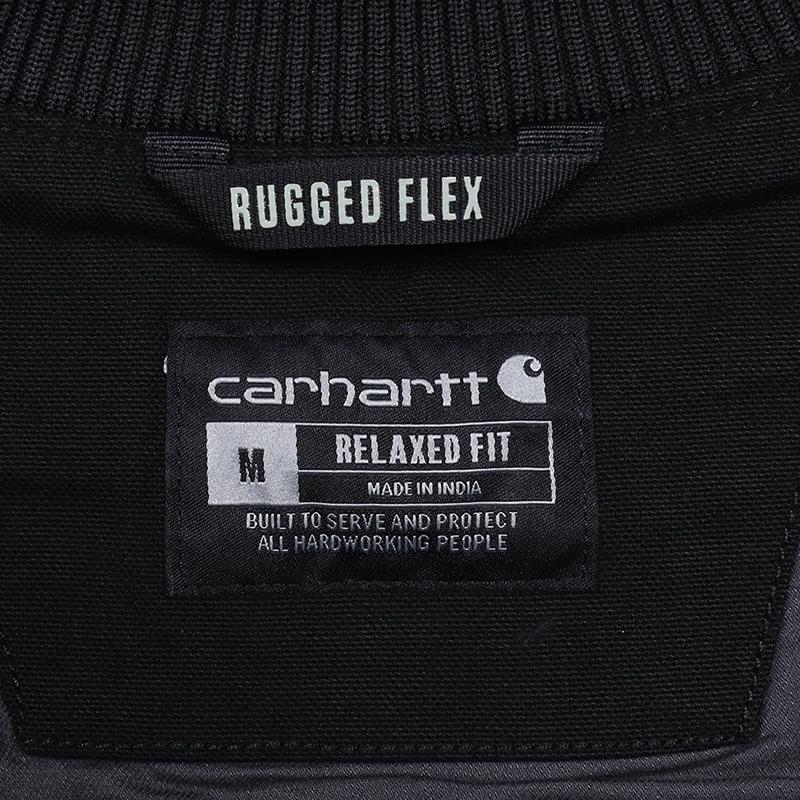 RUGGED FLEX
carhartt
M
RELAXED FIT
MADE IN INDIA
BUILT TO SERVE AND PROTECT
ALL HARDWORKING PEOPLE